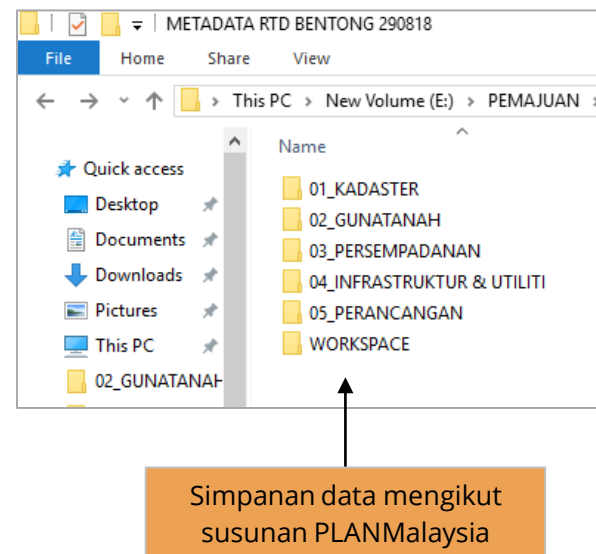 METADATA RTD BENTONG 290818
File Home Share View
This PC > New Volume (E:) > PEMAJUAN >
Name
Quick access
Desktop
Documents
Downloads
Pictures
This PC
02_GUNATANAH
01_KADASTER
02_GUNATANAH
03_PERSEMPADANAN
04_INFRASTRUKTUR & UTILITI
05_PERANCANGAN
WORKSPACE
Simpanan data mengikut
susunan PLANMalaysia